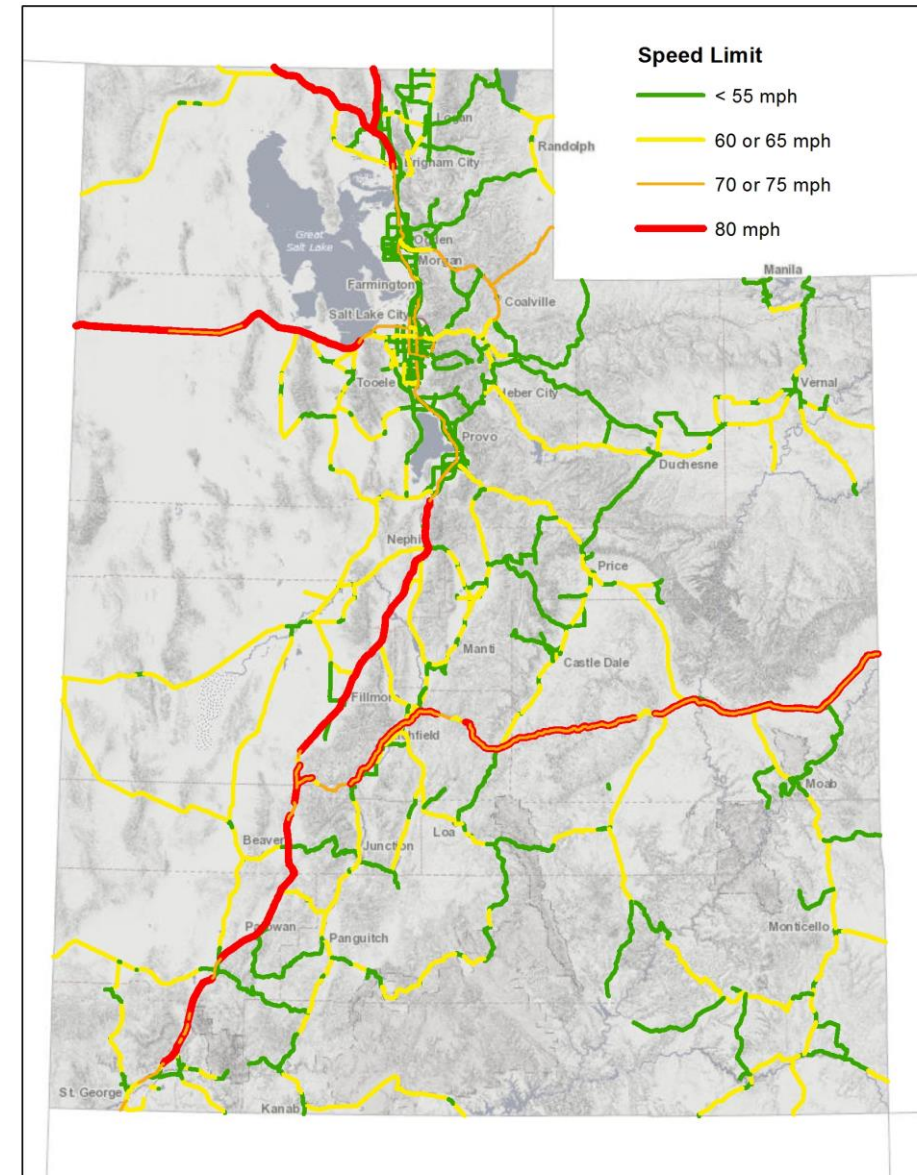 Speed Limit
< 55 mph
60 or 65 mph
70 or 75 mph
80 mph
Logan
Randolph
Brigham City
Great
Salt Lake
Ogden
Morgan
Manila
Farmington
Coalville
Salt Lake City
Tooele
Heber City
Vernal
Provo
Duchesne
Nephi
Price
Manti
Castle Dale
Fillmore
Richfield
Moab
Loa
Beaver
Junction
Parowan
Panguitch
Monticello
St. George
Kanab